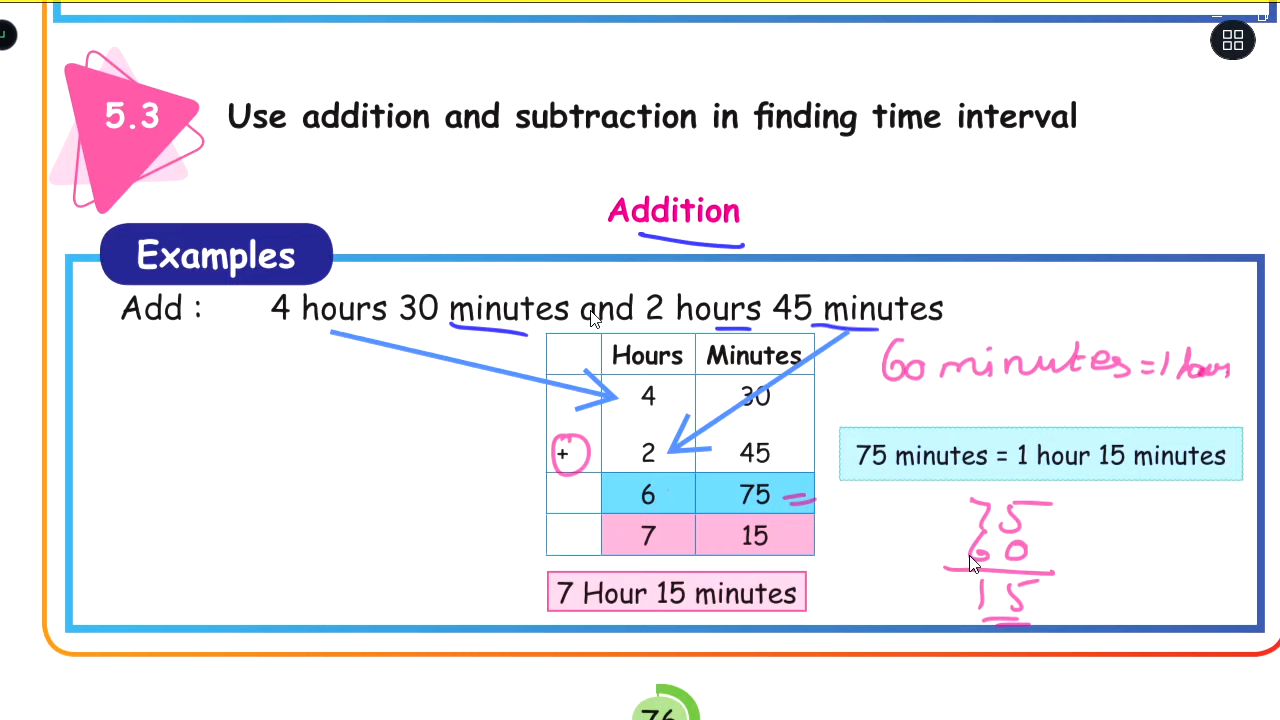 5.3 Use addition and subtraction in finding time interval
Addition
Examples
Add : 4 hours 30 minutes and 2 hours 45 minutes
Hours Minutes
4 30
+ 2 45
6 75 =
7 15
7 Hour 15 minutes
60 minutes = 1 hours
75 minutes = 1 hour 15 minutes
75
60
15
76